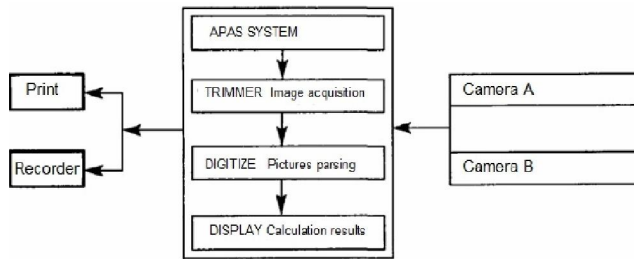 APAS SYSTEM
Print
TRIMMER Image acquisition
Camera A
Recorder
DIGITIZE Pictures parsing
Camera B
DISPLAY Calculation results